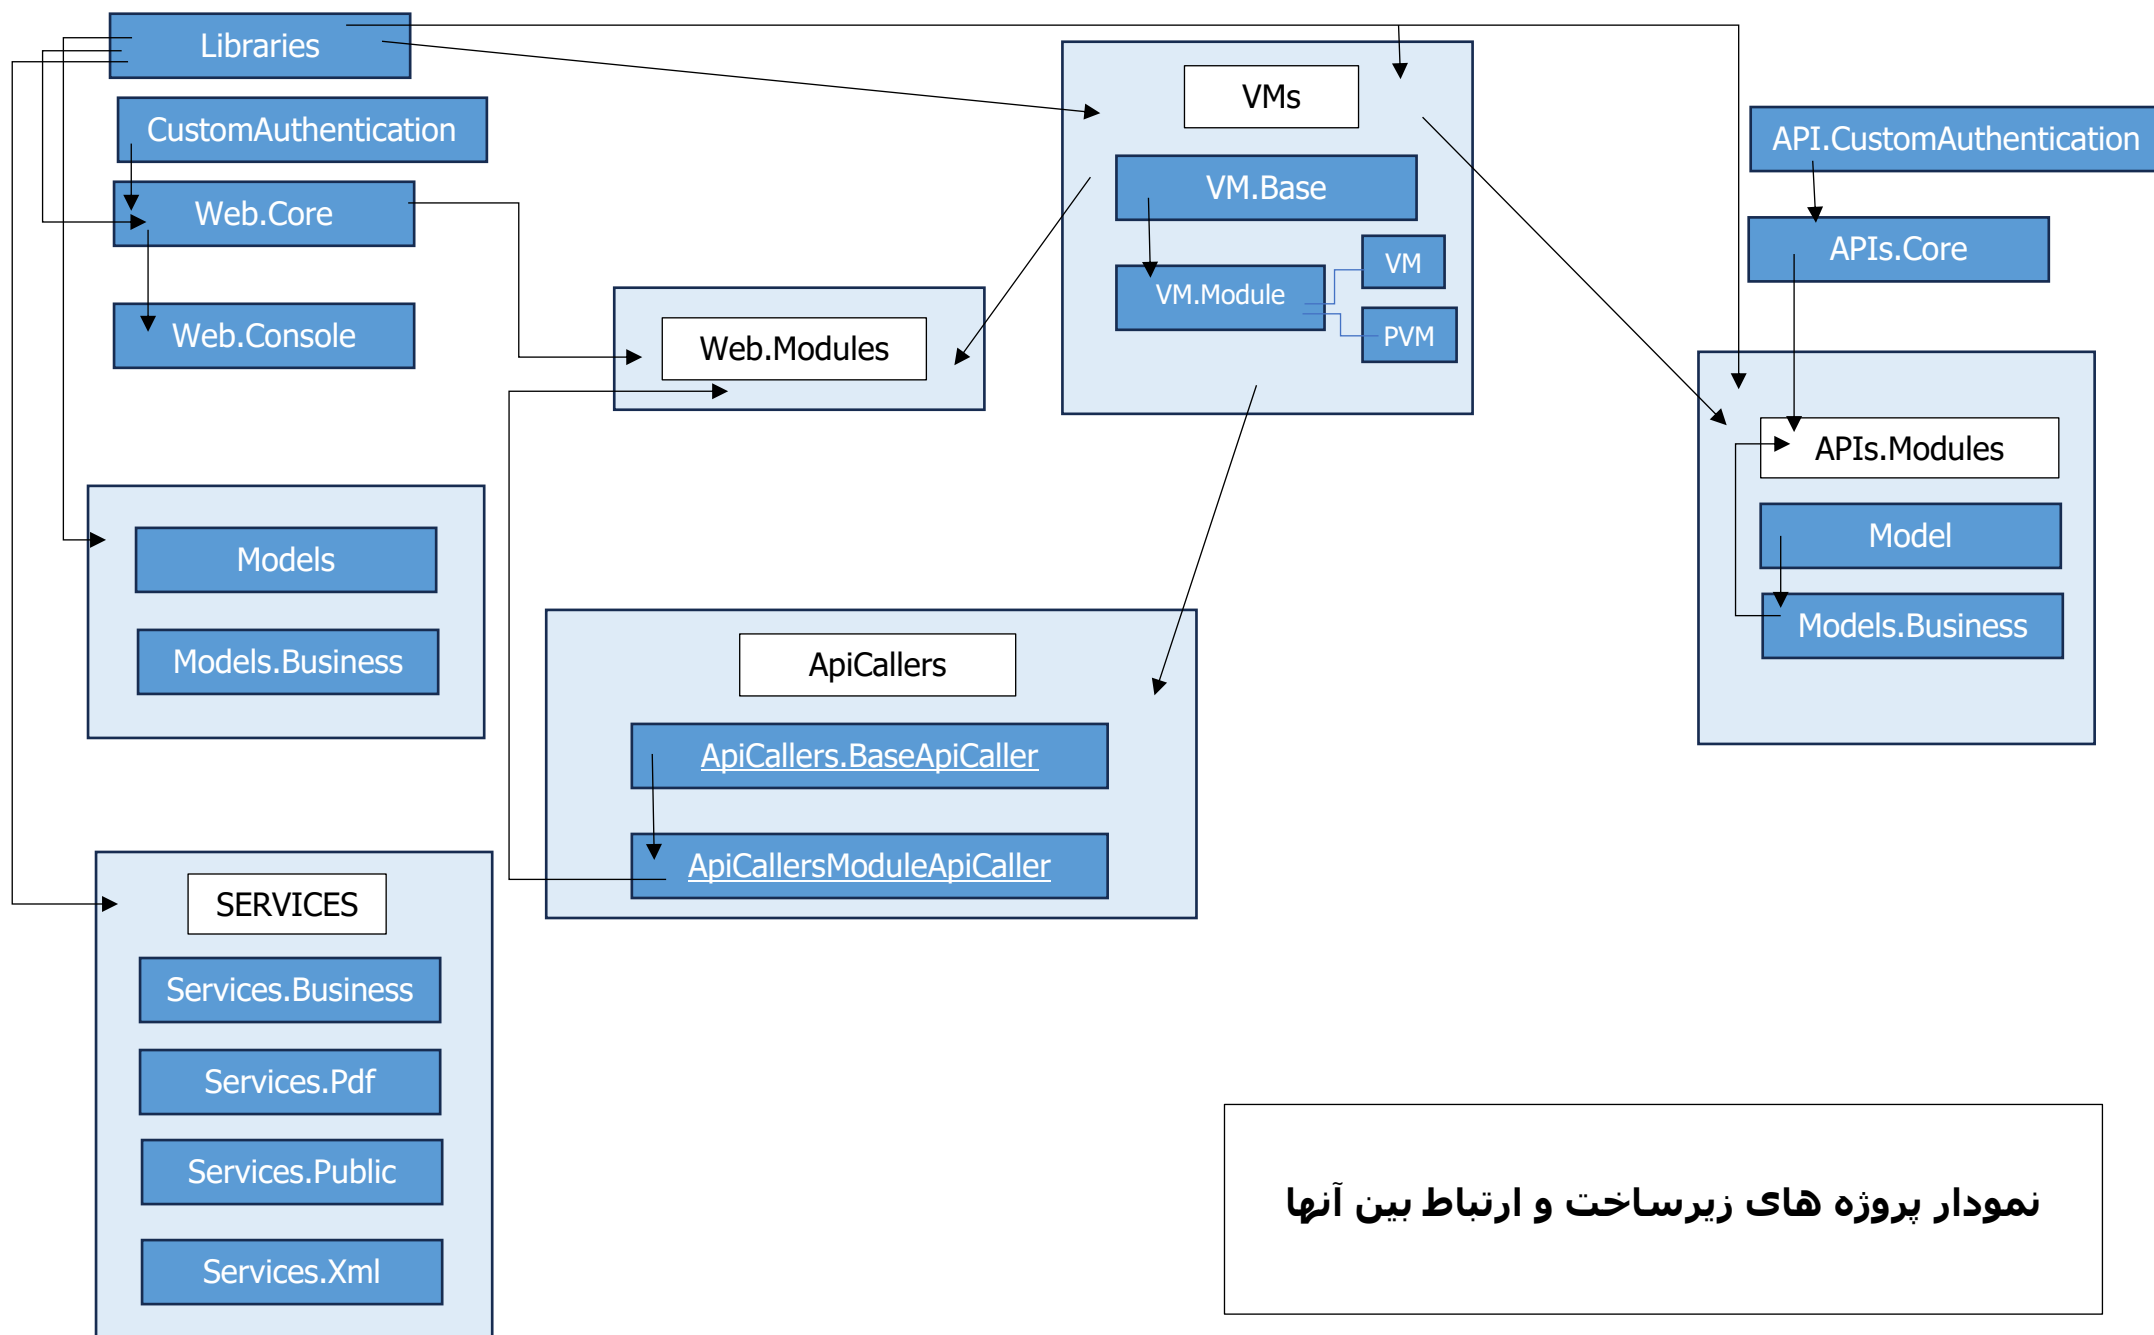 Libraries
CustomAuthentication
Web.Core
Web.Console
Models
Models.Business
SERVICES
Services.Business
Services.Pdf
Services.Public
Services.Xml
Web.Modules
VMs
VM.Base
VM.Module
VM
PVM
ApiCallers
ApiCallers.BaseApiCaller
ApiCallersModuleApiCaller
API.CustomAuthentication
APIs.Core
APIs.Modules
Model
Models.Business
نمودار پروژه های زیرساخت و ارتباط بین آنها